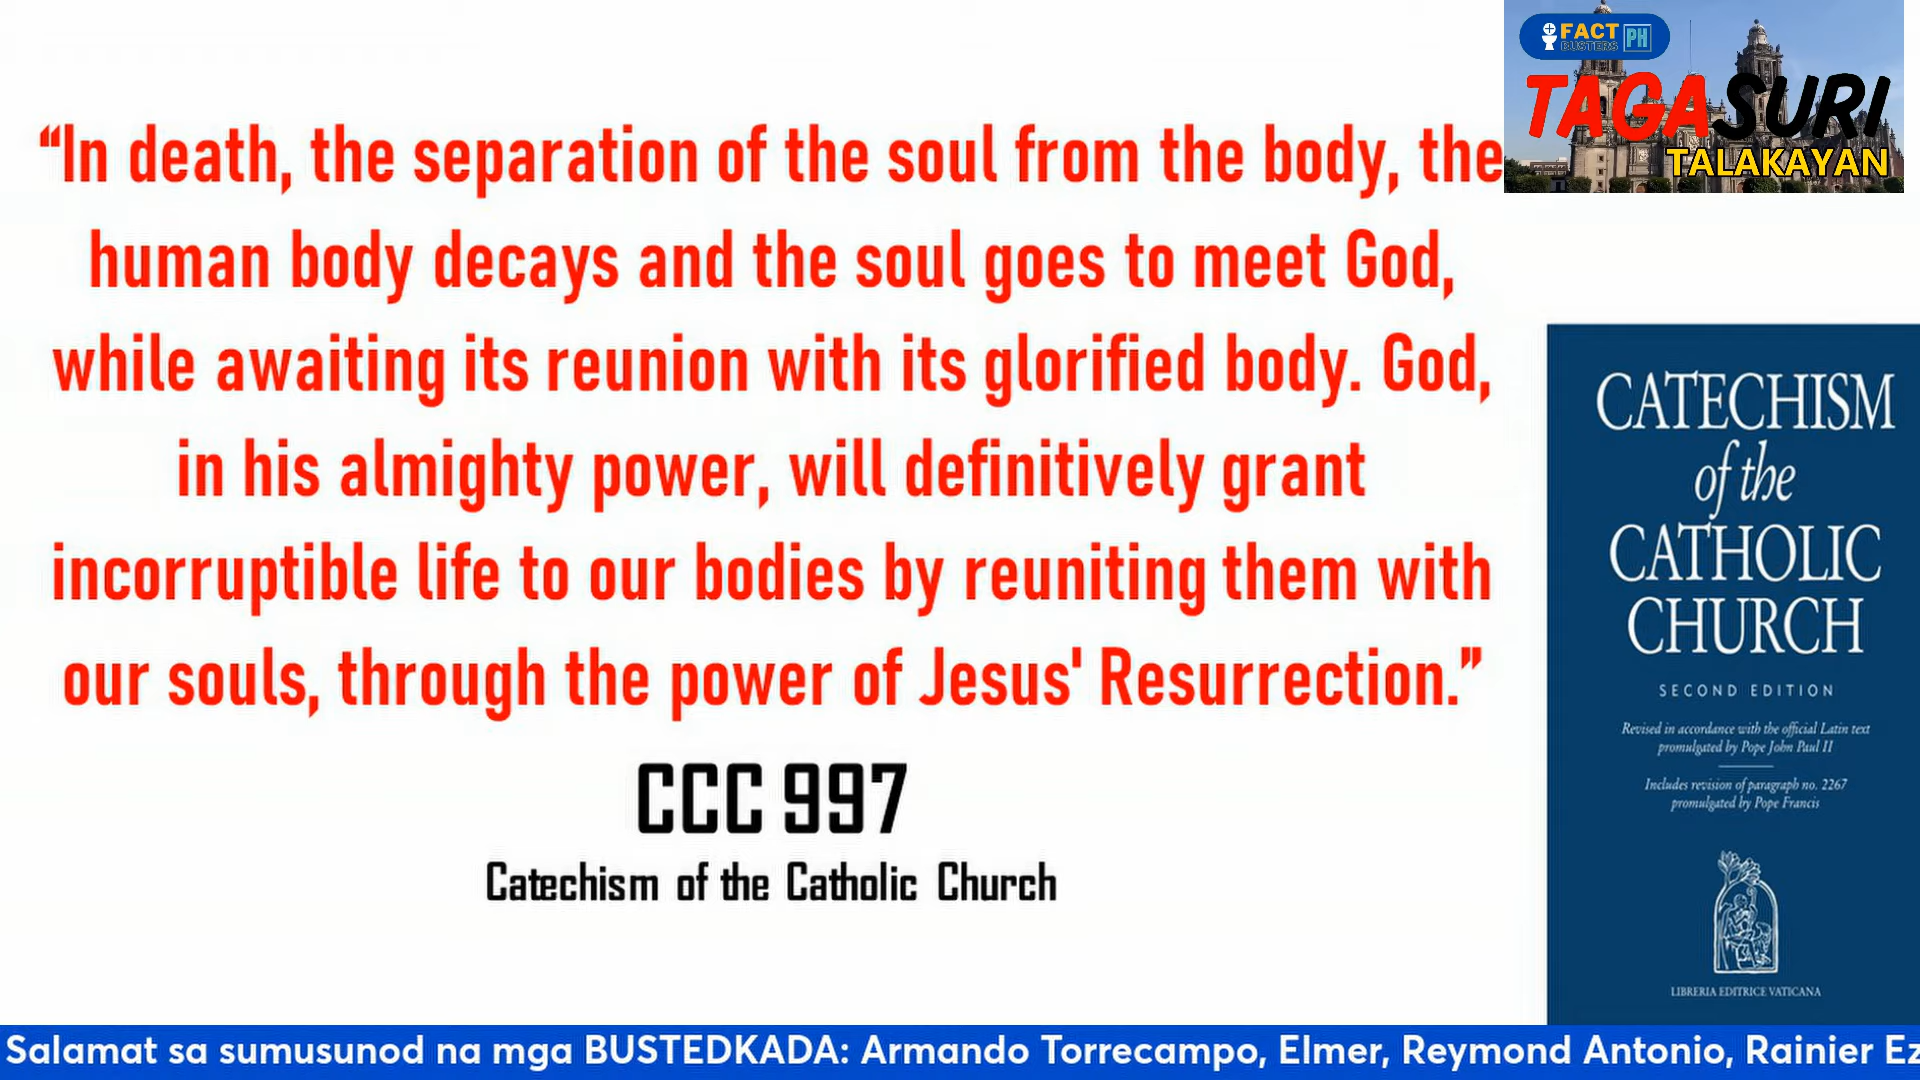 “In death, the separation of the soul from the body, the
human body decays and the soul goes to meet God,
while awaiting its reunion with its glorified body. God,
in his almighty power, will definitively grant
incorruptible life to our bodies by reuniting them with
our souls, through the power of Jesus' Resurrection.”
CCC 997
Catechism of the Catholic Church
FACT
BUSTERS
PH
TAGASURI
TALAKAYAN
CATECHISM
of the
CATHOLIC
CHURCH
SECOND EDITION
Revised in accordance with the official Latin text
promulgated by Pope John Paul II
Includes revision of paragraph no. 2267
promulgated by Pope Francis
LIBRERIA EDITRICE VATICANA
Salamat sa sumusunod na mga BUSTEDKADA: Armando Torrecampo, Elmer, Reymond Antonio, Rainier Ez